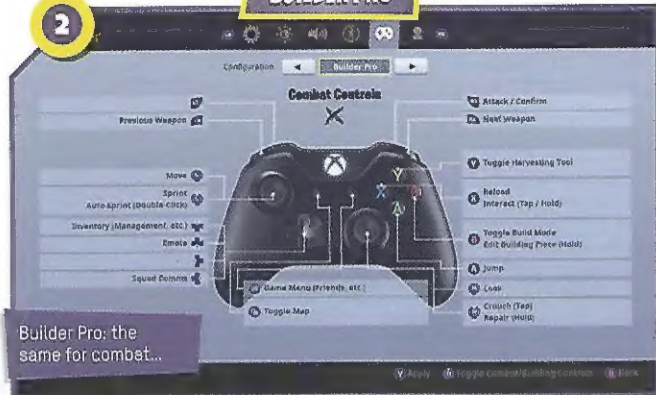 BUILDER PRO
2
Configuration
Builder Pro
Combat Controls
Attack / Confirm
Previous Weapon
Next Weapon
Toggle Harvesting Tool
Move
Sprint
Auto Sprint (Double Click)
Reload
Interact (Tap / Hold)
Inventory (Management, etc.)
Emote
Toggle Build Mode
Edit Building Piece (Hold)
Squad Comms
Jump
Game Menu (Friends, etc.)
Look
Toggle Map
Crouch (Tap)
Repair (Hold)
Y
X
B
A
Builder Pro: the
same for combat...
Apply
Toggle Combat/Building Controls
Back